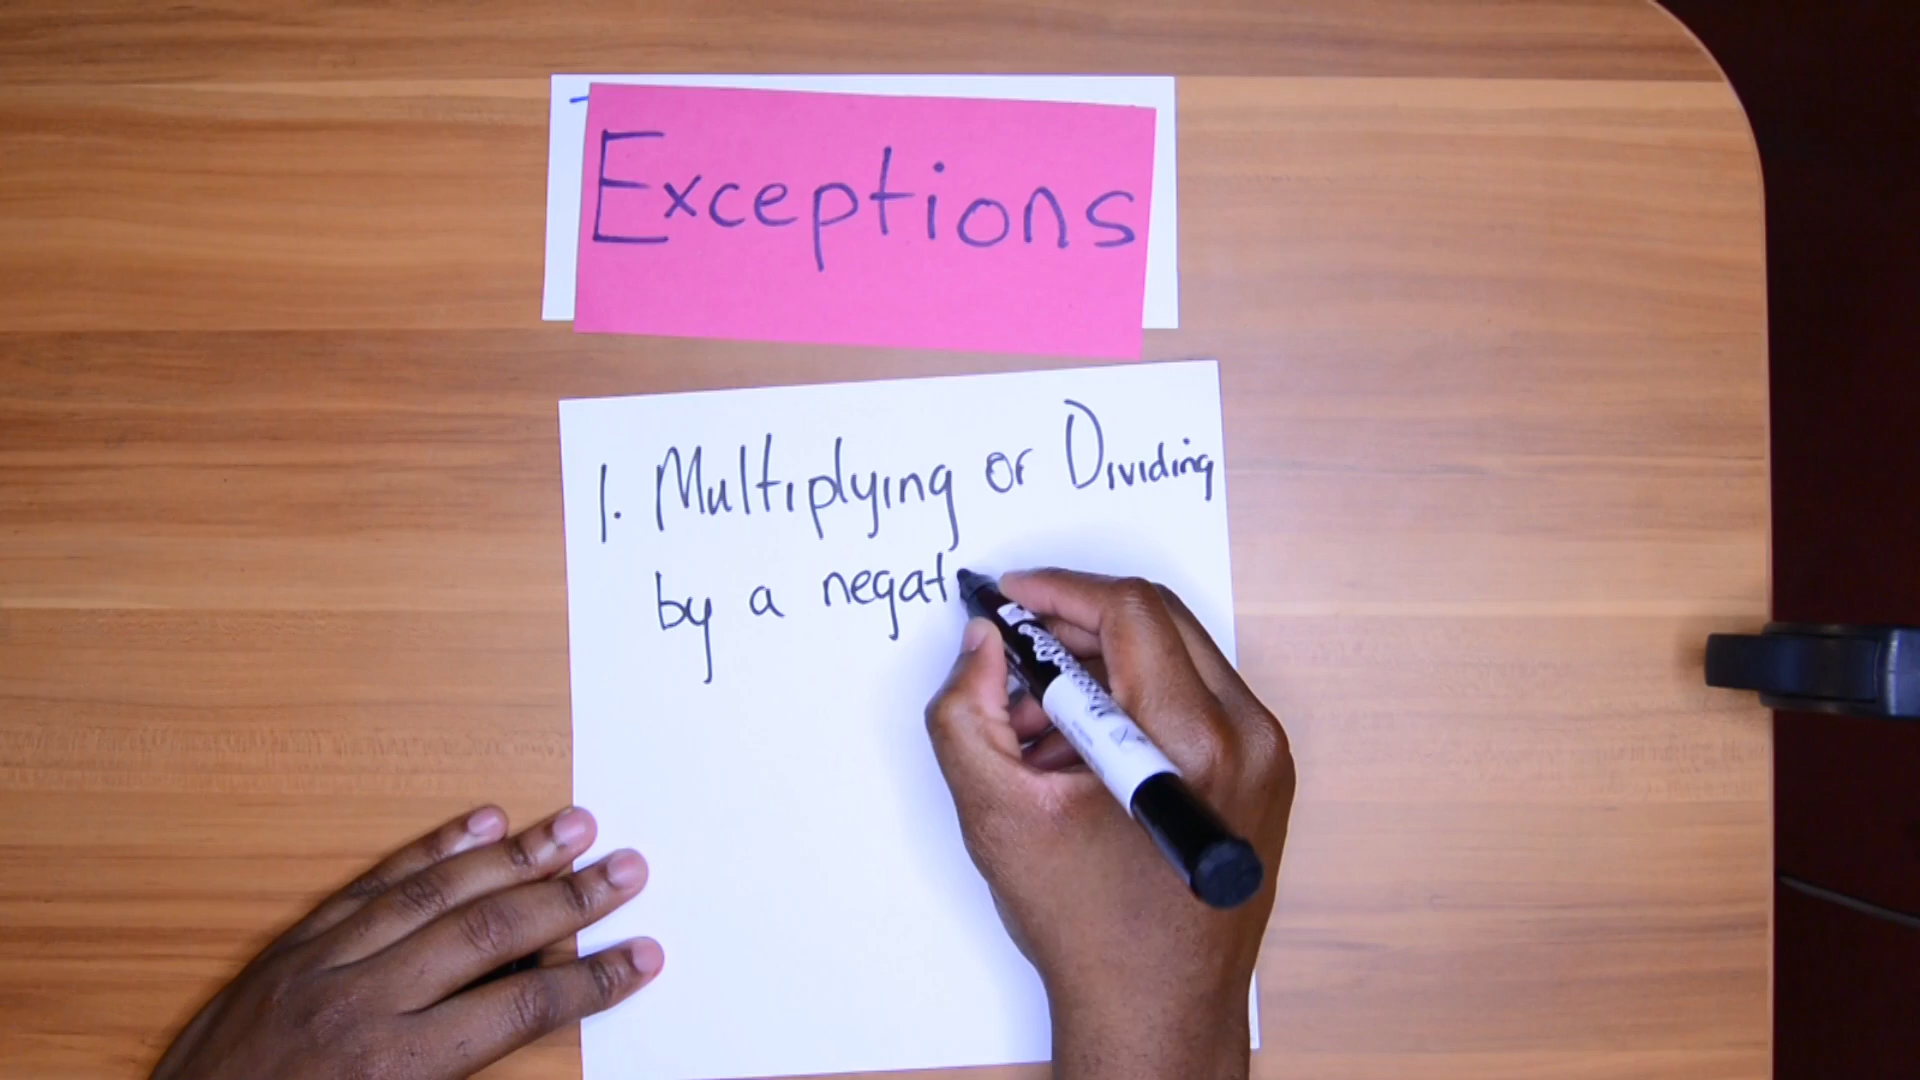 Exceptions
1. Multiplying or Dividing
by a negat